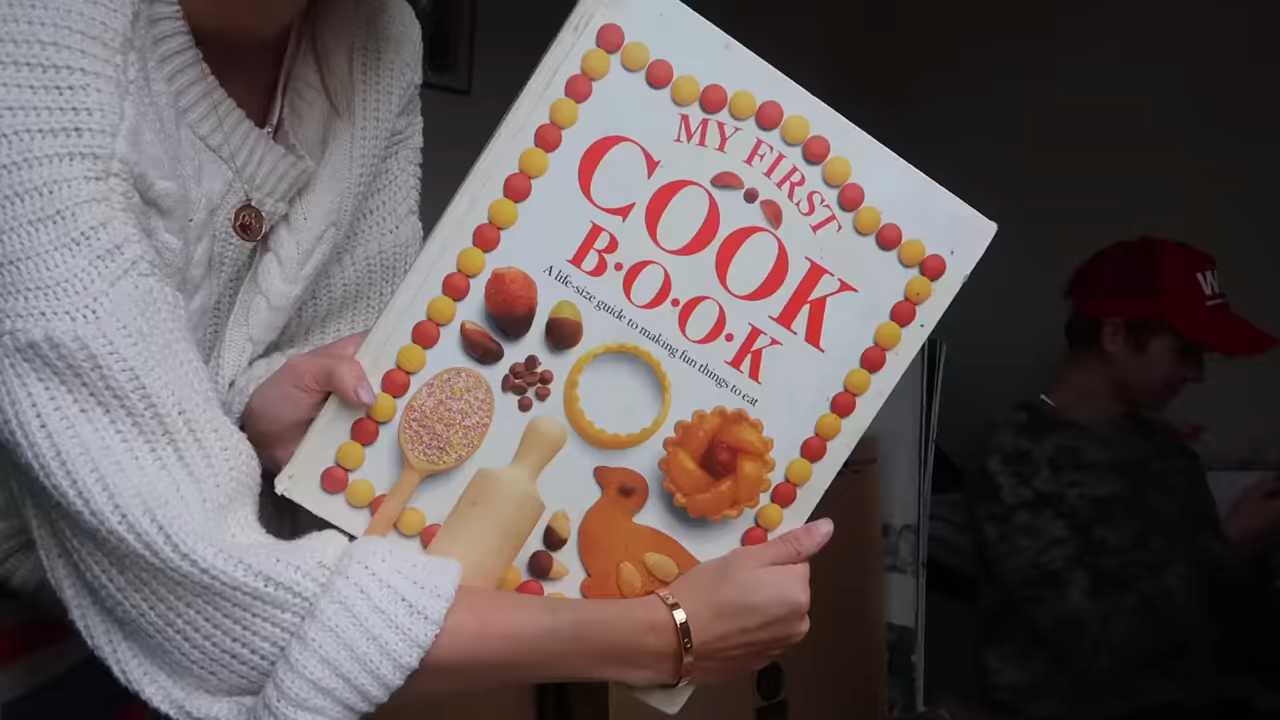 MY FIRST
COOK
B•O•O•K
A life-size guide to making fun things to eat
W